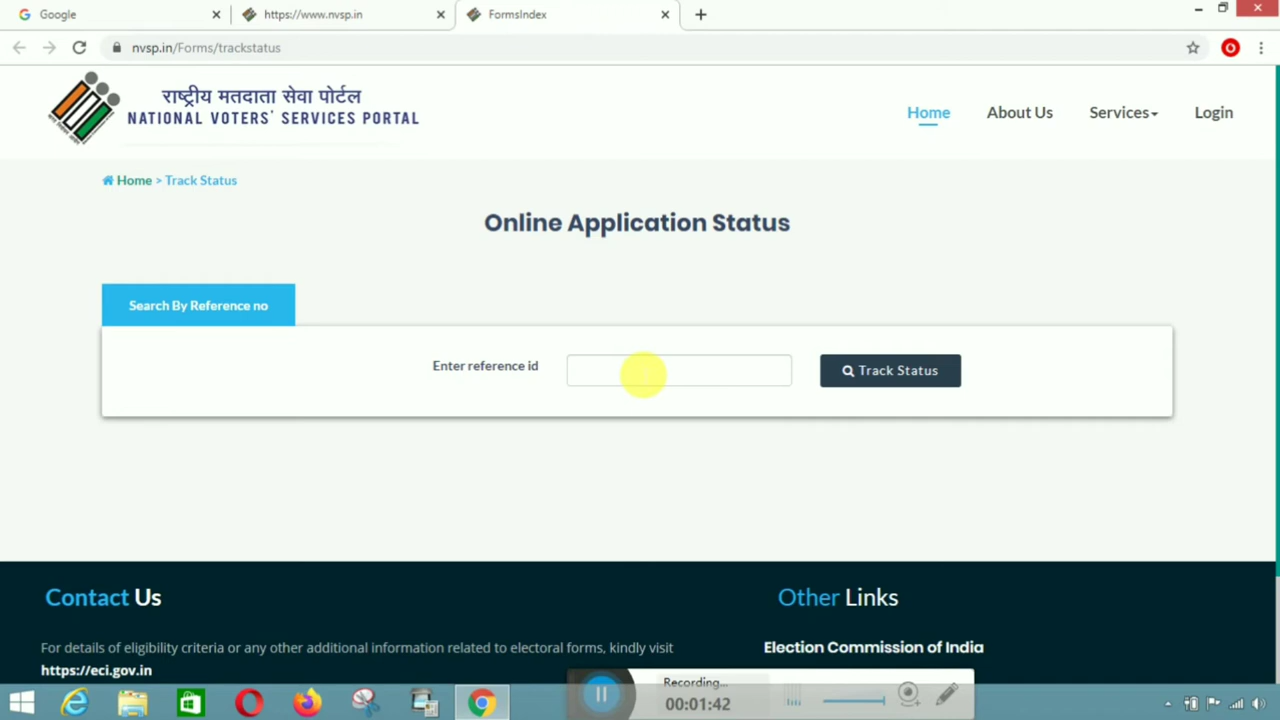 Google
https://www.nvsp.in
FormsIndex
nvsp.in/Forms/trackstatus
राष्ट्रीय मतदाता सेवा पोर्टल
NATIONAL VOTERS' SERVICES PORTAL
Home
About Us
Services
Login
Home > Track Status
Online Application Status
Search By Reference no
Enter reference id
Track Status
Contact Us
Other Links
For details of eligibility criteria or any other additional information related to electoral forms, kindly visit
https://eci.gov.in
Election Commission of India
Recording...
00:01:42